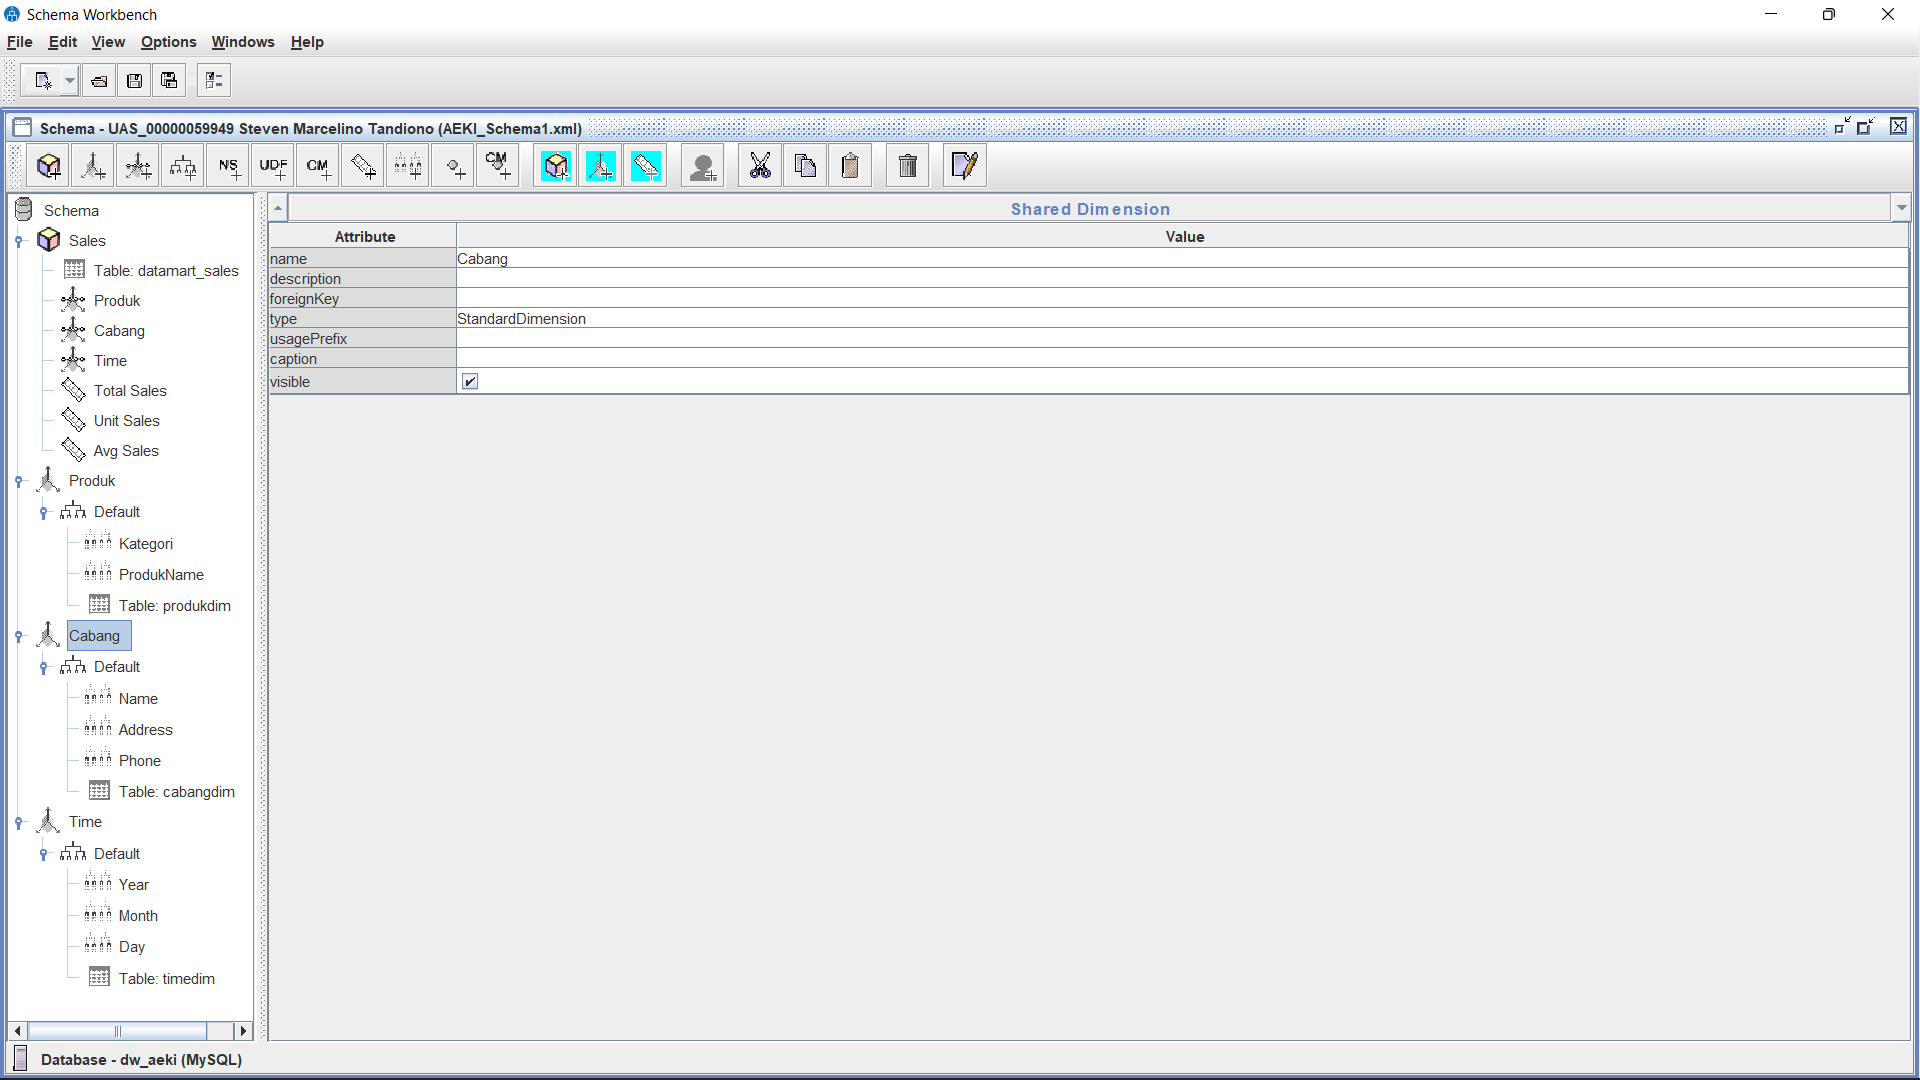 Schema Workbench
File Edit View Options Windows Help
Schema - UAS_00000059949 Steven Marcelino Tandiono (AEKI_Schema1.xml)
NS UDF CM CM
Schema
Sales
Table: datamart_sales
Produk
Cabang
Time
Total Sales
Unit Sales
Avg Sales
Produk
Default
Kategori
ProdukName
Table: produkdim
Cabang
Default
Name
Address
Phone
Table: cabangdim
Time
Default
Year
Month
Day
Table: timedim
Shared Dimension
Attribute Value
name Cabang
description
foreignKey
type StandardDimension
usagePrefix
caption
visible
Database - dw_aeki (MySQL)